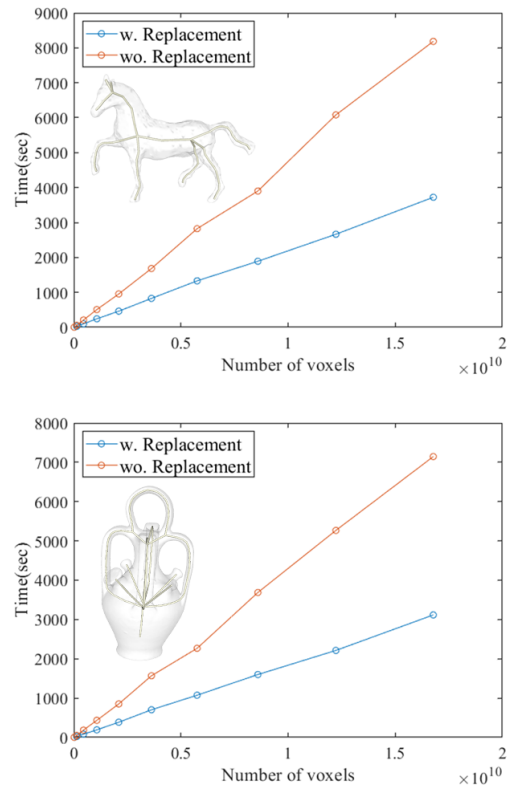 9000
8000
7000
6000
5000
4000
3000
2000
1000
0
Time(sec)
w. Replacement
wo. Replacement
0 0.5 1 1.5 2
Number of voxels
×10^10
8000
7000
6000
5000
4000
3000
2000
1000
0
Time(sec)
w. Replacement
wo. Replacement
0 0.5 1 1.5 2
Number of voxels
×10^10